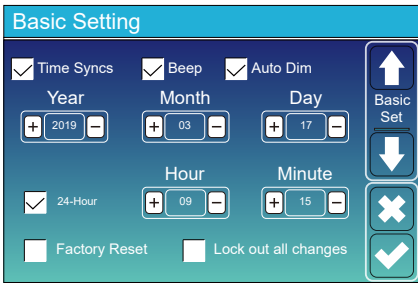 Basic Setting
Time Syncs Beep Auto Dim
Year Month Day
+ 2019 − + 03 − + 17 −
Basic
Set
Hour Minute
24-Hour + 09 − + 15 −
Factory Reset Lock out all changes